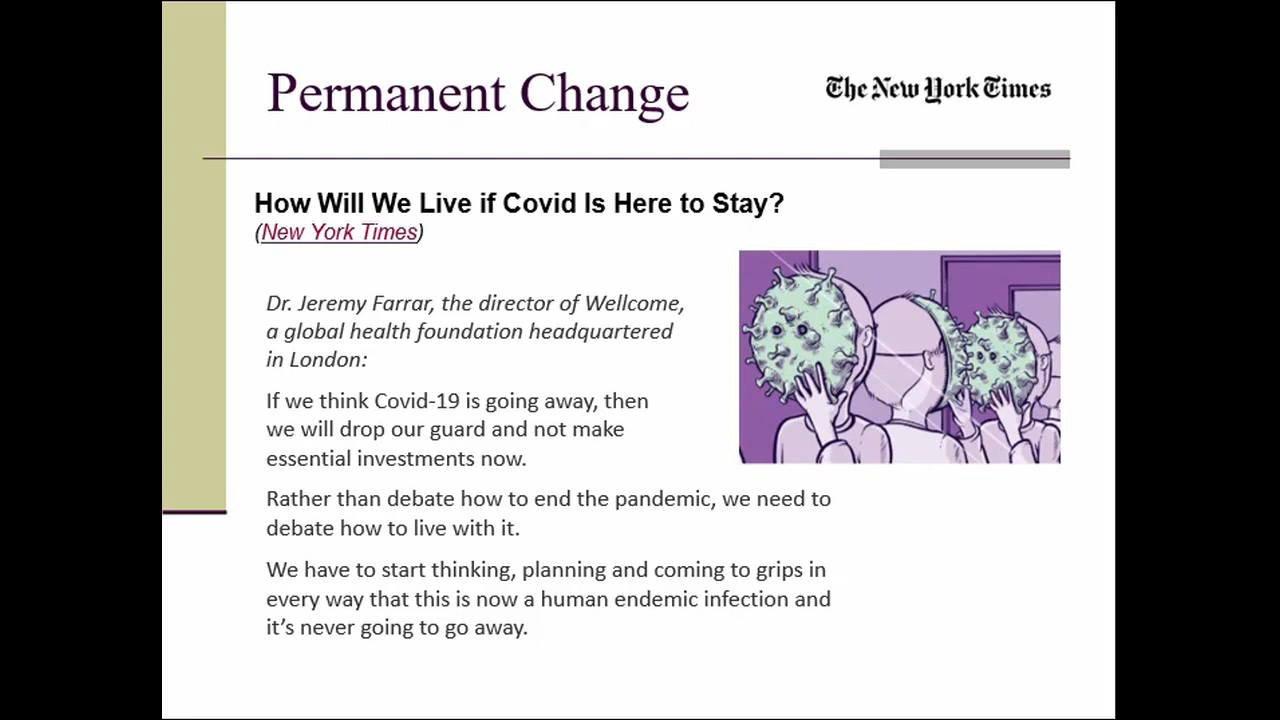 Permanent Change
The New York Times
How Will We Live if Covid Is Here to Stay?
(New York Times)
Dr. Jeremy Farrar, the director of Wellcome,
a global health foundation headquartered
in London:
If we think Covid-19 is going away, then
we will drop our guard and not make
essential investments now.
Rather than debate how to end the pandemic, we need to
debate how to live with it.
We have to start thinking, planning and coming to grips in
every way that this is now a human endemic infection and
it’s never going to go away.